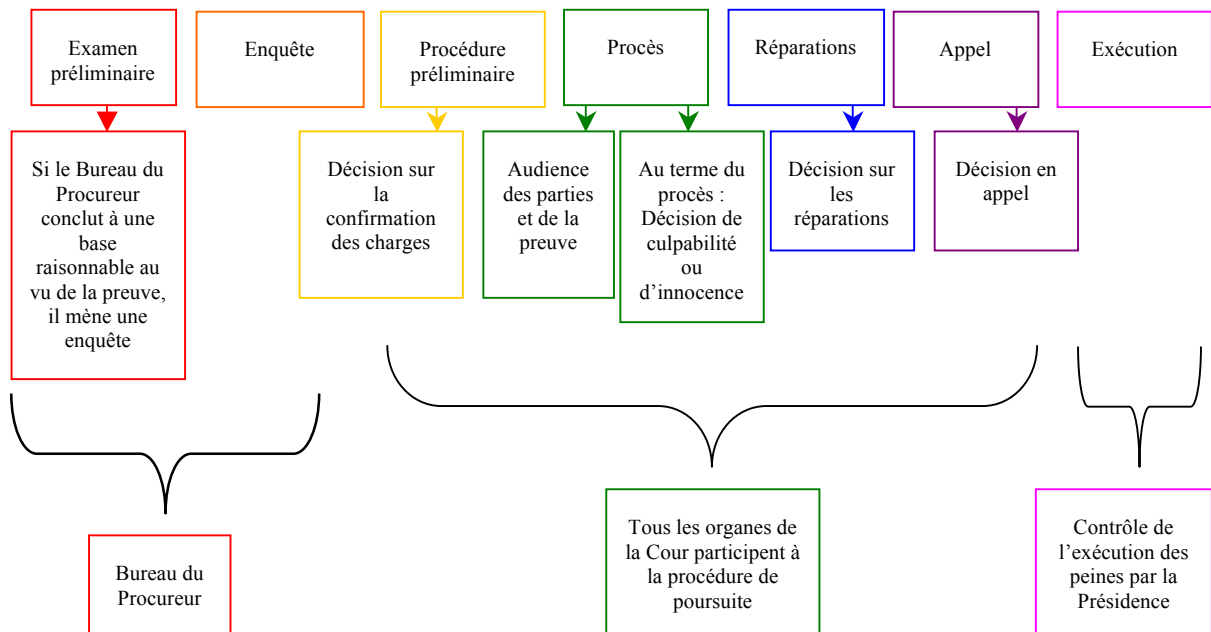 Examen
préliminaire
Enquête
Procédure
préliminaire
Procès
Réparations
Appel
Exécution
Si le Bureau du
Procureur
conclut à une
base
raisonnable au
vu de la preuve,
il mène une
enquête
Décision sur
la
confirmation
des charges
Audience
des parties
et de la
preuve
Au terme du
procès :
Décision de
culpabilité
ou
d’innocence
Décision sur
les
réparations
Décision en
appel
Bureau du
Procureur
Tous les organes de
la Cour participent à
la procédure de
poursuite
Contrôle de
l’exécution des
peines par la
Présidence